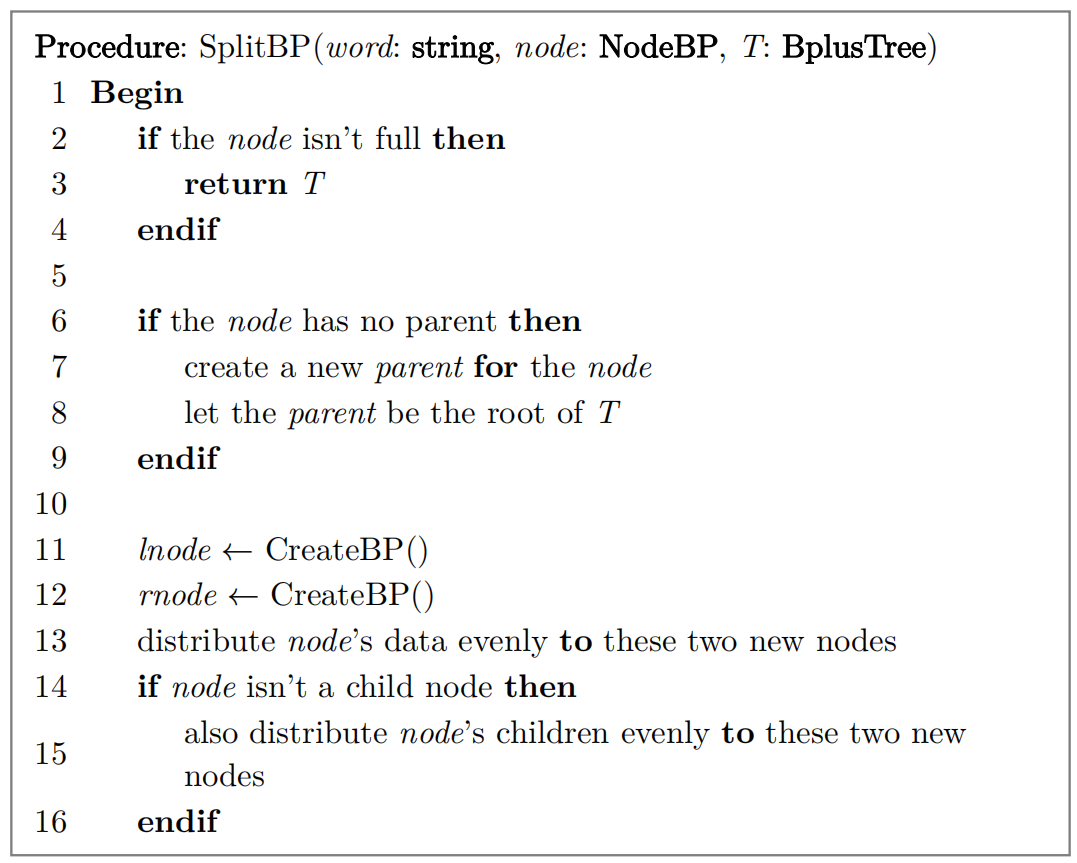 Procedure: SplitBP(word: string, node: NodeBP, T: BplusTree)
1 Begin
2 if the node isn't full then
3 return T
4 endif
5
6 if the node has no parent then
7 create a new parent for the node
8 let the parent be the root of T
9 endif
10
11 lnode ← CreateBP()
12 rnode ← CreateBP()
13 distribute node's data evenly to these two new nodes
14 if node isn't a child node then
15 also distribute node's children evenly to these two new
nodes
16 endif